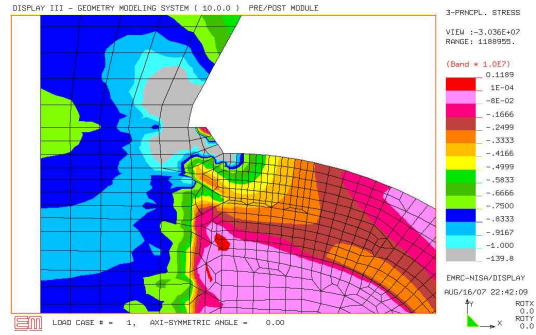 DISPLAY III - GEOMETRY MODELING SYSTEM ( 10.0.0 ) PRE/POST MODULE
3-PRNCPL. STRESS
VIEW :-3.036E+07
RANGE: 1188955.
(Band * 1.0E7)
0.1189
1E-04
-8E-02
-.1666
-.2499
-.3333
-.4166
-.4999
-.5833
-.6666
-.7500
-.8333
-.9167
-1.000
-139.8
EMRC-NISA/DISPLAY
AUG/16/07 22:42:09
Y
X
ROTX
0.0
ROTY
0.0
LOAD CASE # = 1, AXI-SYMMETRIC ANGLE = 0.00